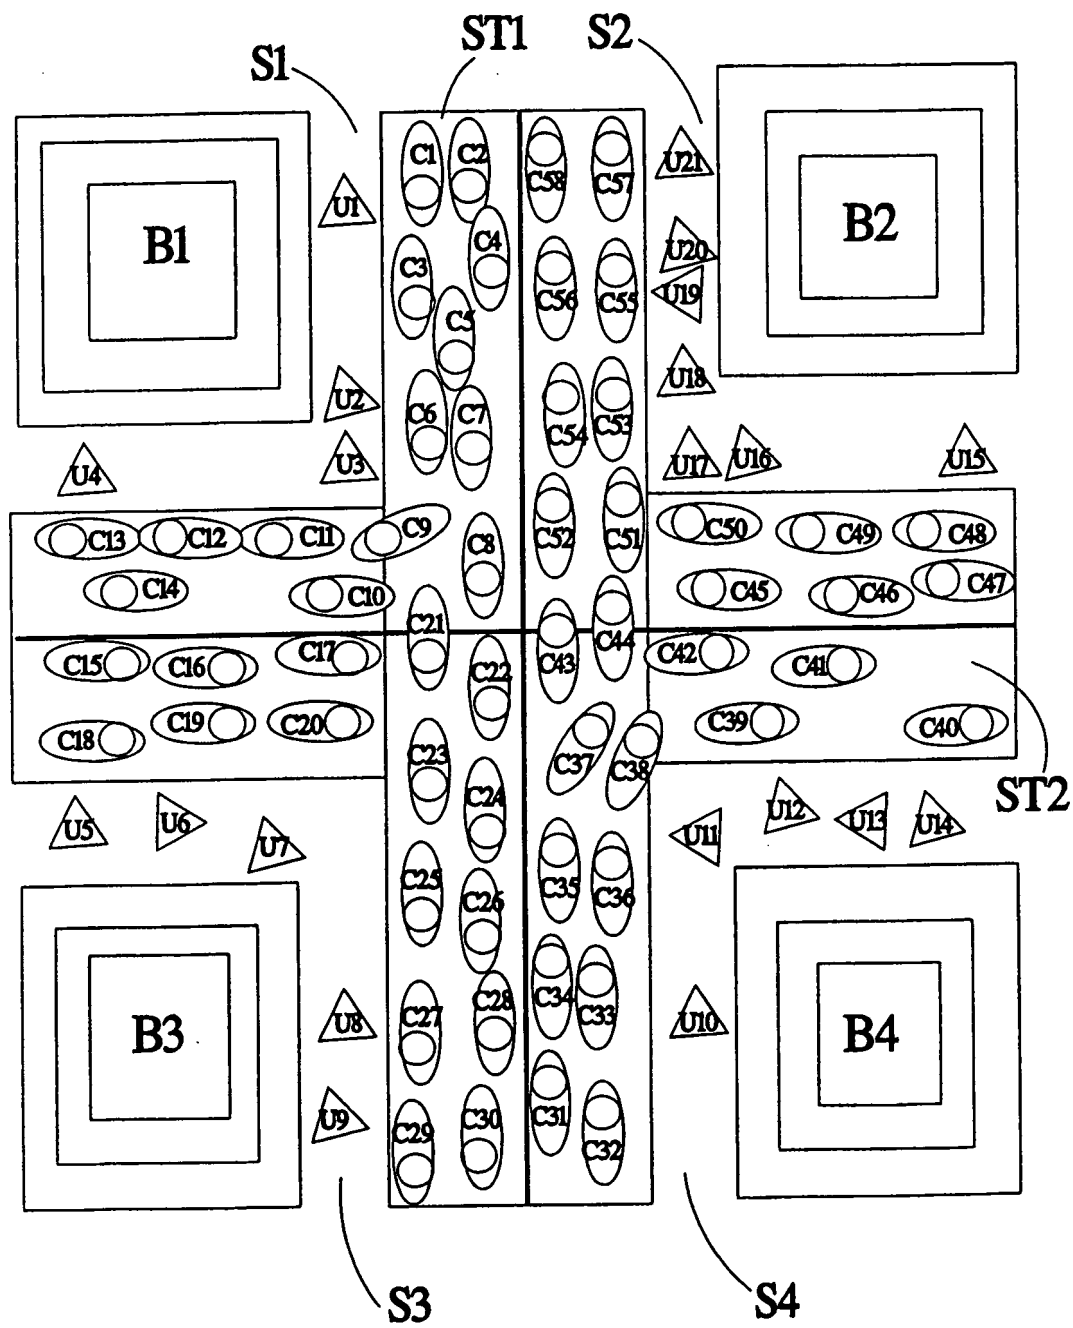 ST1 S2
S1
C1 C2 C58 C57 U21
U1
B1 B2
C4 U20
C3 C56 C55 U19
C5
U18
U2 C6 C7 C54 C53
U3 U17 U16 U15
U4
C9 C50 C49 C48
C13 C12 C11 C8 C52 C51
C14 C10 C45 C46 C47
C21
C15 C16 C17 C22 C43 C44 C42 C41
C18 C19 C20 C39 C40
C23 C37 C38
C24 ST2
U5 U6 U7 U11 U12 U13 U14
C25 C26 C35 C36
C34
C27 C28 C33
B3 U8 U10 B4
U9 C29 C30 C31 C32
S3 S4